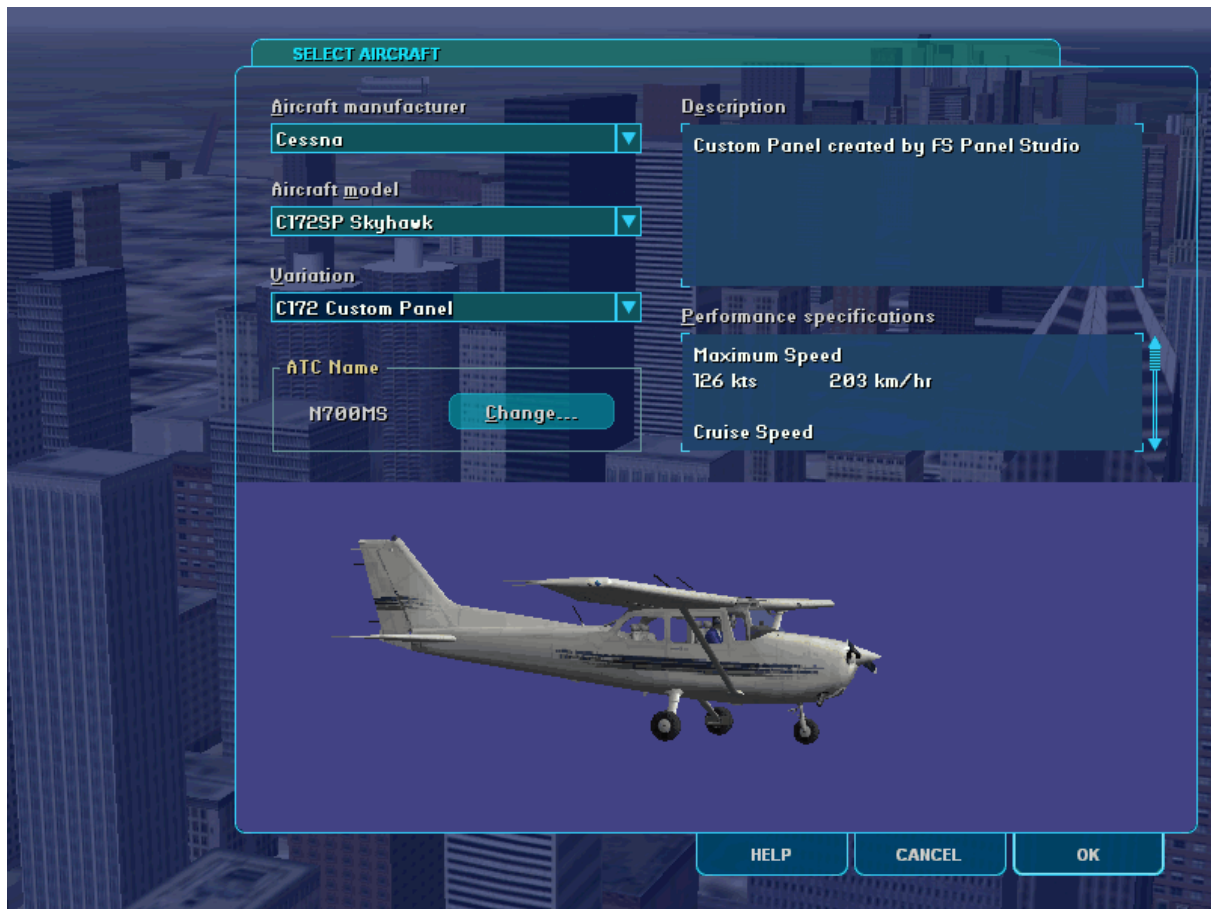 SELECT AIRCRAFT
Aircraft manufacturer
Cessna
Aircraft model
C172SP Skyhawk
Variation
C172 Custom Panel
ATC Name
N700MS
Change...
Description
Custom Panel created by FS Panel Studio
Performance specifications
Maximum Speed
126 kts 203 km/hr
Cruise Speed
HELP
CANCEL
OK